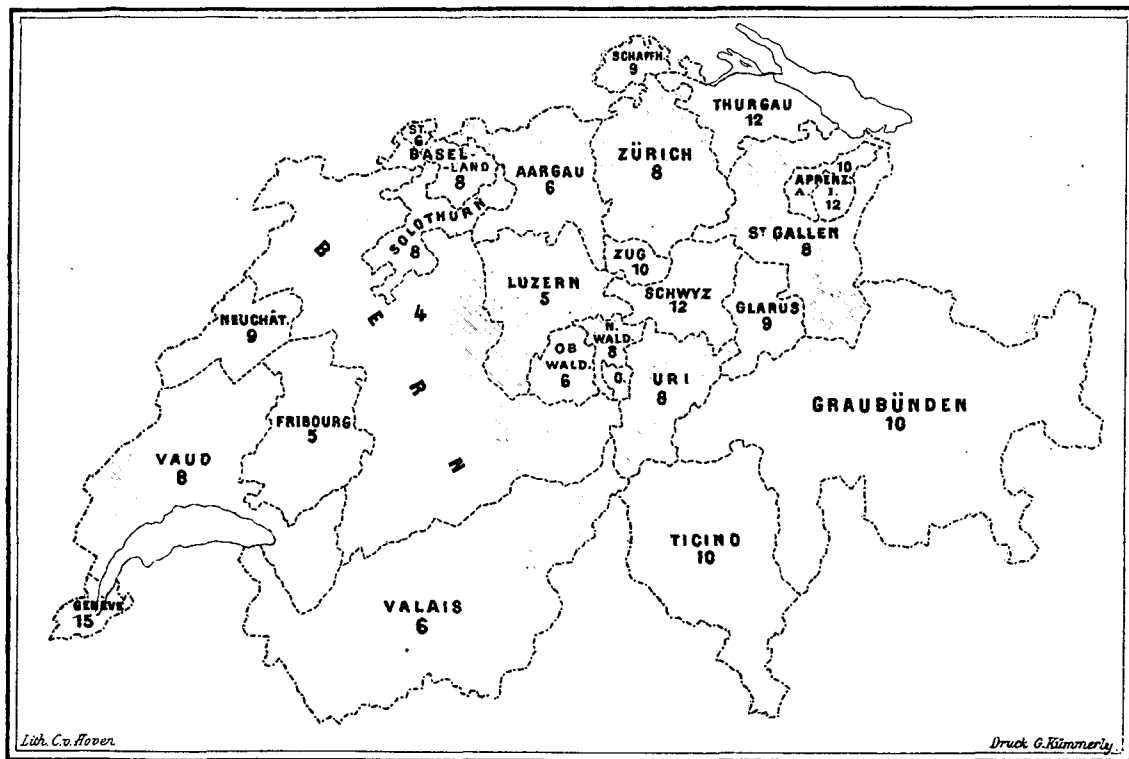 SCHAFFH.
9
THURGAU
12
ST.
6
BASEL-
-LAND
8
AARGAU
6
ZÜRICH
8
10
APPENZ.
A. I.
12
SOLOTHURN
8
ST GALLEN
8
BERN
4
LUZERN
5
ZUG
10
SCHWYZ
12
GLARUS
9
NEUCHÂT.
9
N.
WALD.
8
OB
WALD.
6
O.
URI
8
GRAUBÜNDEN
10
FRIBOURG
5
VAUD
8
TICINO
10
GENÈVE
15
VALAIS
6
Lith. C.v. Hoven
Druck G. Kümmerly.